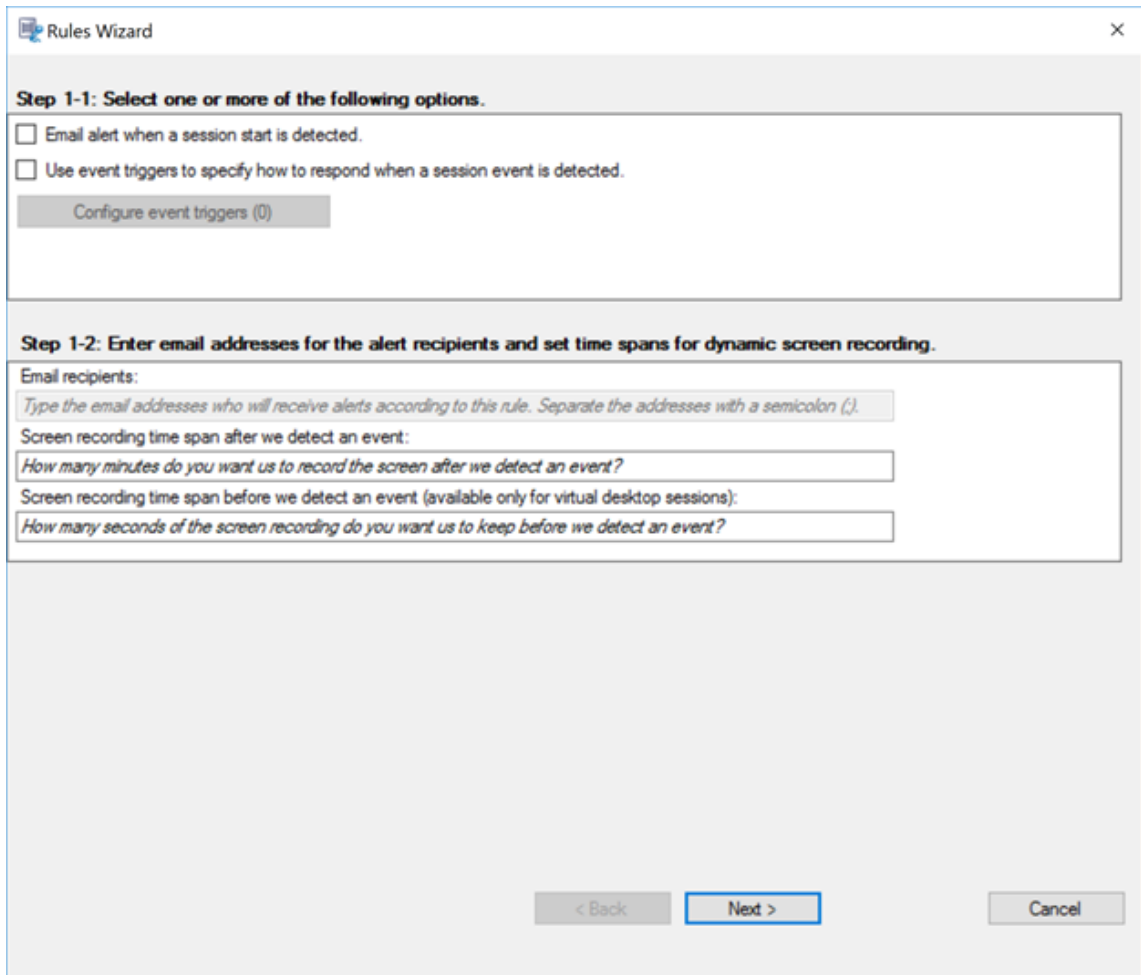 Rules Wizard
Step 1-1: Select one or more of the following options.
Email alert when a session start is detected.
Use event triggers to specify how to respond when a session event is detected.
Configure event triggers (0)
Step 1-2: Enter email addresses for the alert recipients and set time spans for dynamic screen recording.
Email recipients:
Type the email addresses who will receive alerts according to this rule. Separate the addresses with a semicolon (;).
Screen recording time span after we detect an event:
How many minutes do you want us to record the screen after we detect an event?
Screen recording time span before we detect an event (available only for virtual desktop sessions):
How many seconds of the screen recording do you want us to keep before we detect an event?
< Back Next > Cancel